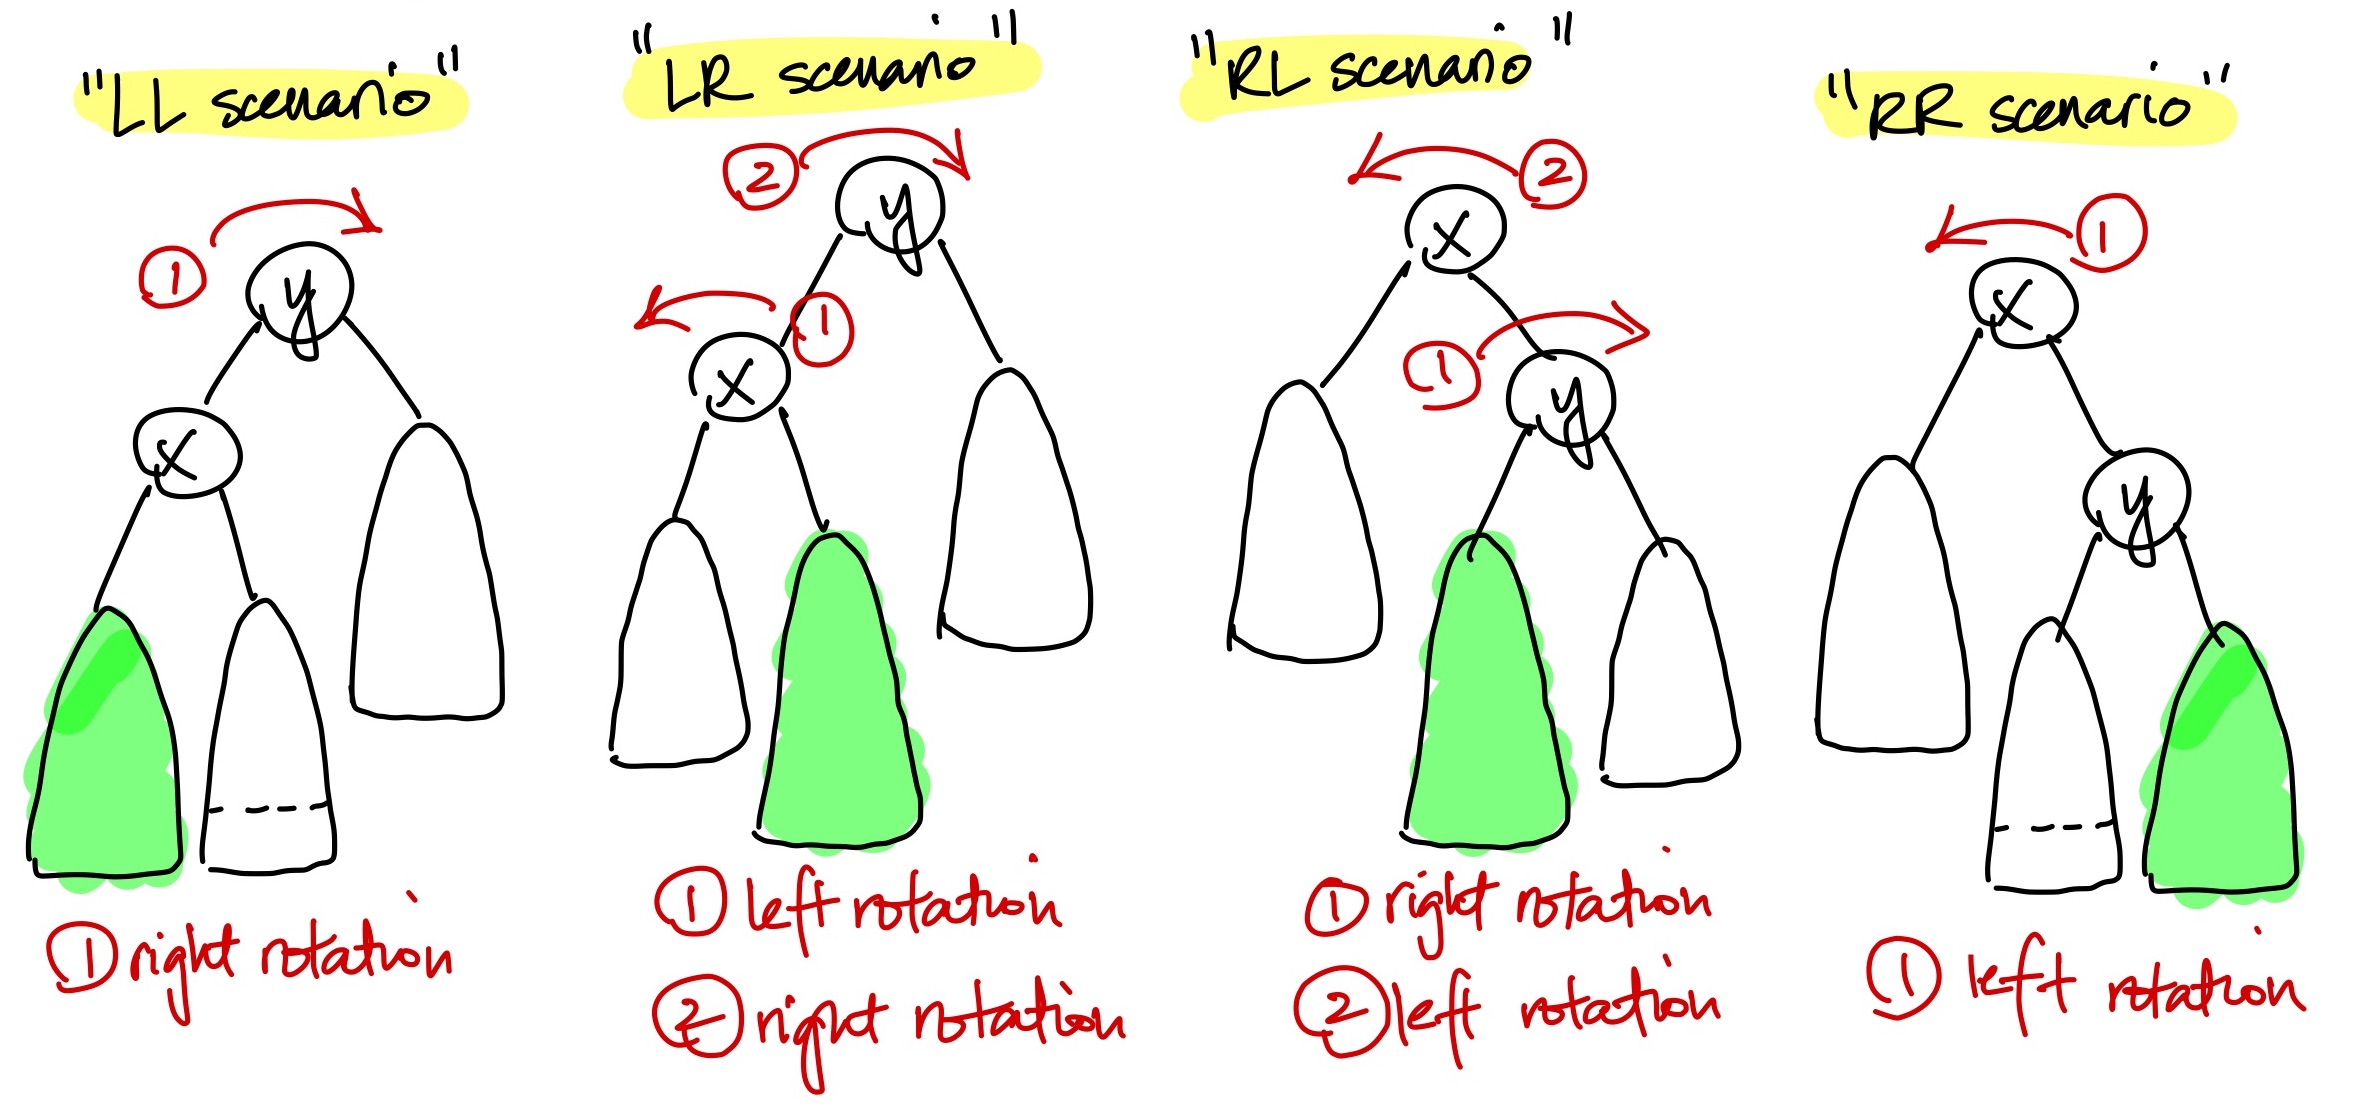 "LL scenario"
①
y
x
① right rotation
"LR scenario"
②
y
①
x
① left rotation
② right rotation
"RL scenario"
②
x
①
y
① right rotation
② left rotation
"RR scenario"
①
x
y
① left rotation